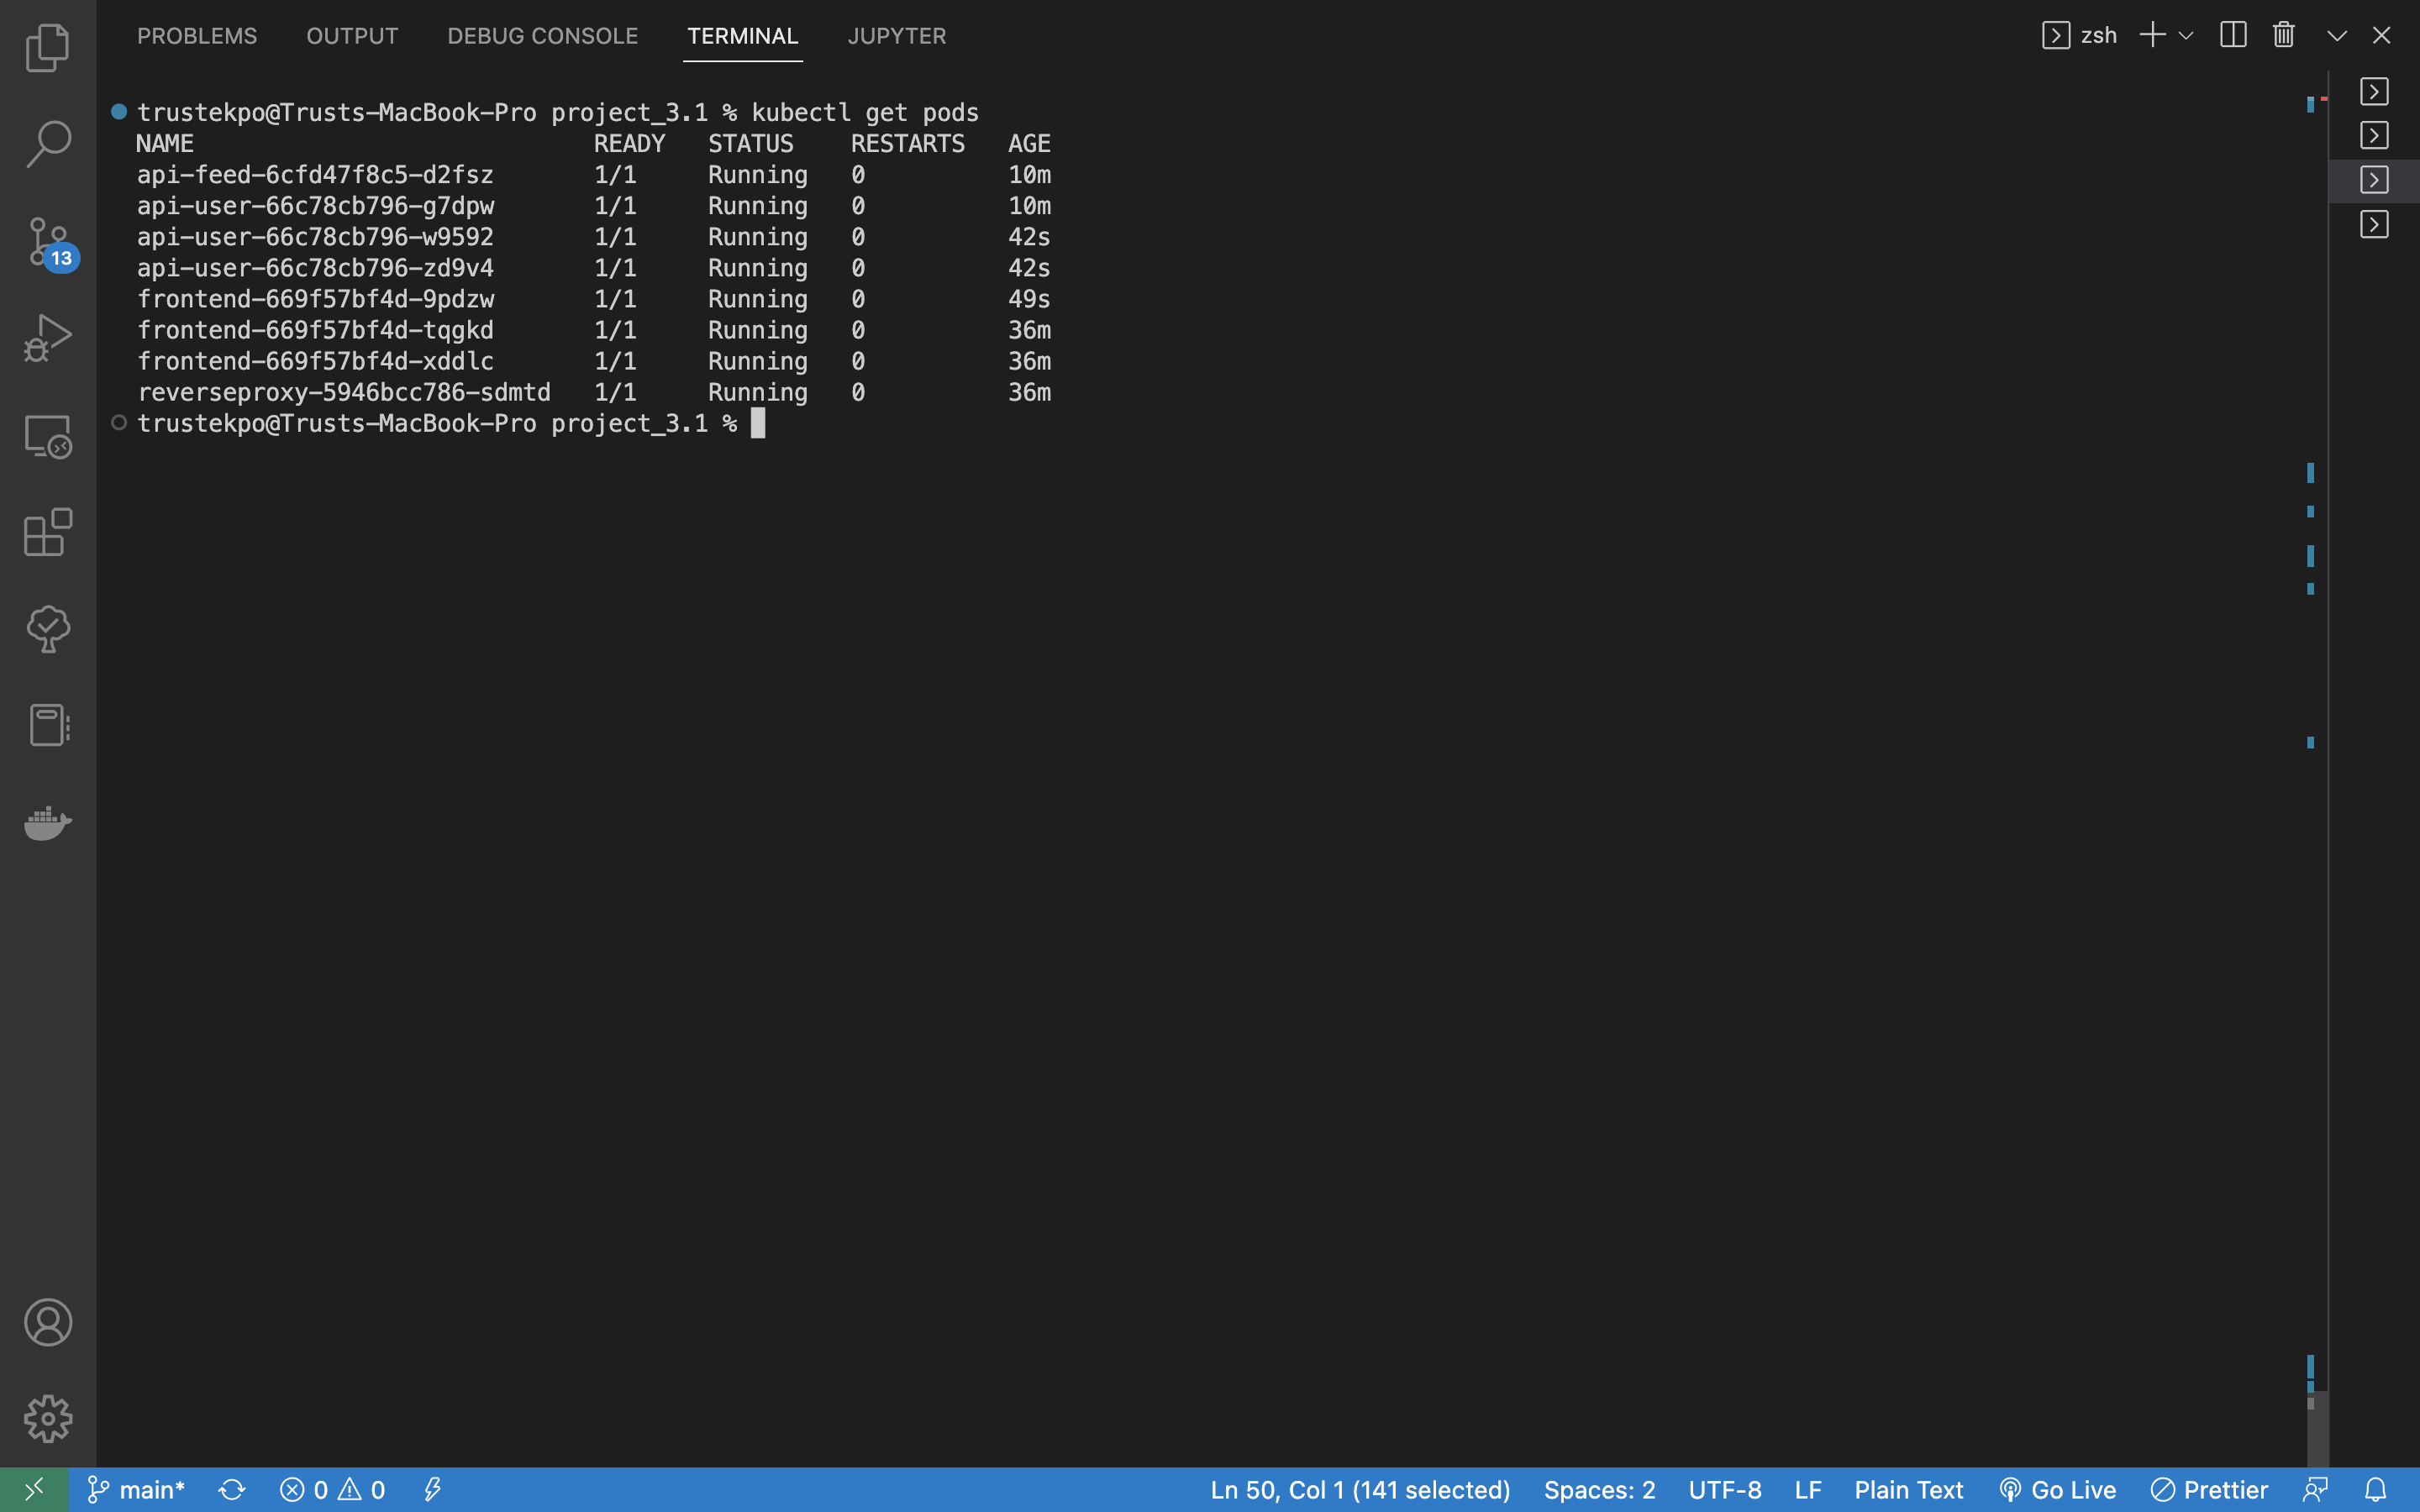 PROBLEMS OUTPUT DEBUG CONSOLE TERMINAL JUPYTER zsh
trustekpo@Trusts-MacBook-Pro project_3.1 % kubectl get pods
NAME READY STATUS RESTARTS AGE
api-feed-6cfd47f8c5-d2fsz 1/1 Running 0 10m
api-user-66c78cb796-g7dpw 1/1 Running 0 10m
api-user-66c78cb796-w9592 1/1 Running 0 42s
api-user-66c78cb796-zd9v4 1/1 Running 0 42s
frontend-669f57bf4d-9pdzw 1/1 Running 0 49s
frontend-669f57bf4d-tqgkd 1/1 Running 0 36m
frontend-669f57bf4d-xddlc 1/1 Running 0 36m
reverseproxy-5946bcc786-sdmtd 1/1 Running 0 36m
trustekpo@Trusts-MacBook-Pro project_3.1 %
13
main* 0 0 Ln 50, Col 1 (141 selected) Spaces: 2 UTF-8 LF Plain Text Go Live Prettier